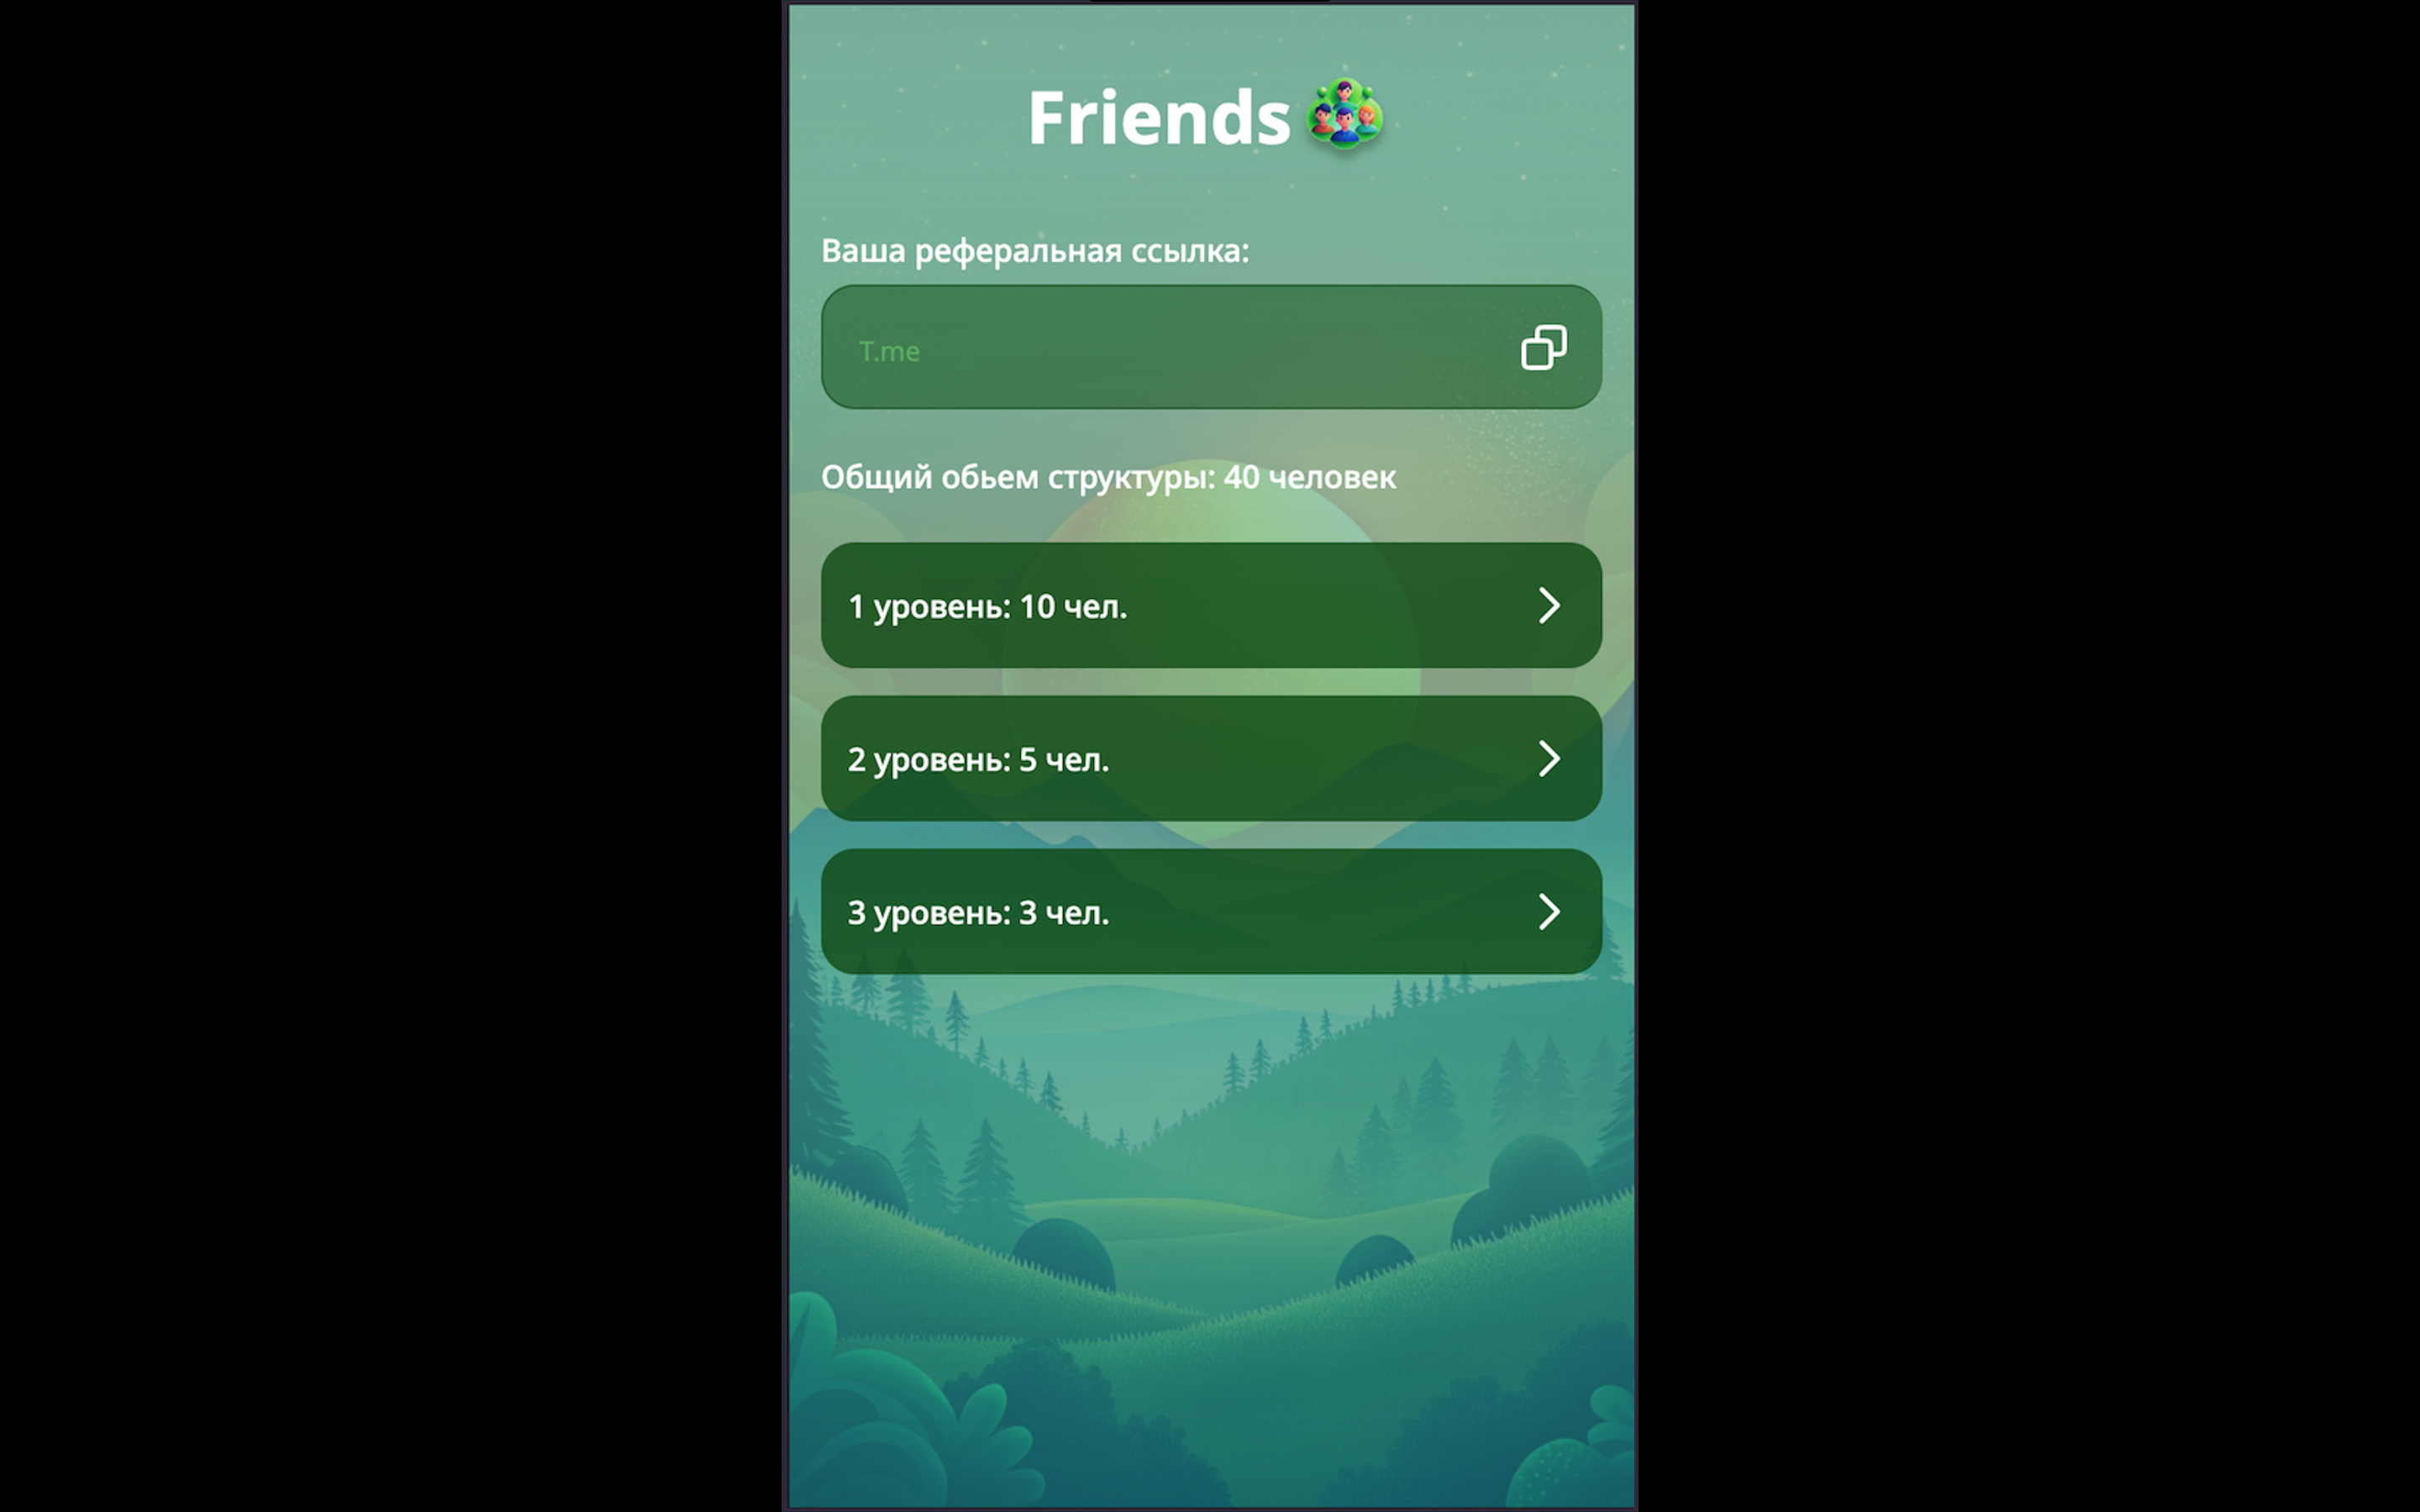 Friends
Ваша реферальная ссылка:
T.me
Общий обьем структуры: 40 человек
1 уровень: 10 чел.
2 уровень: 5 чел.
3 уровень: 3 чел.